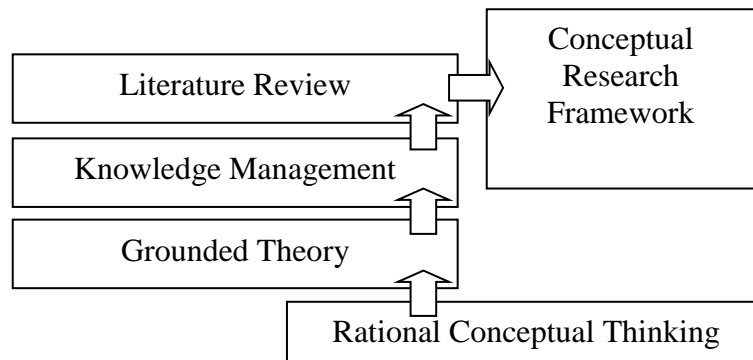 Conceptual
Research
Framework
Literature Review
Knowledge Management
Grounded Theory
Rational Conceptual Thinking